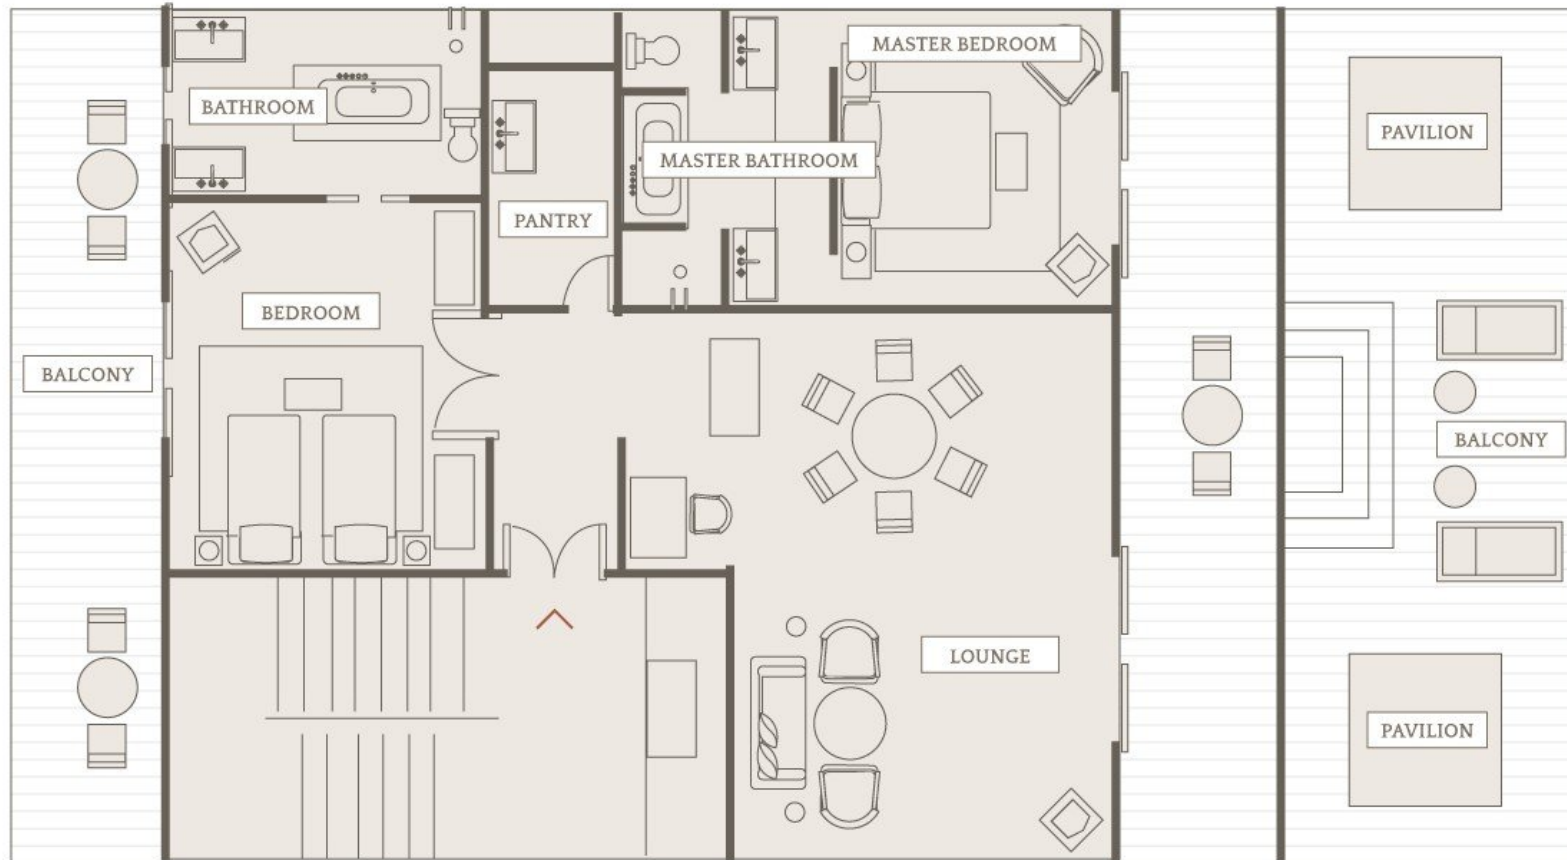 MASTER BEDROOM
BATHROOM
PAVILION
MASTER BATHROOM
PANTRY
BEDROOM
BALCONY
BALCONY
LOUNGE
PAVILION